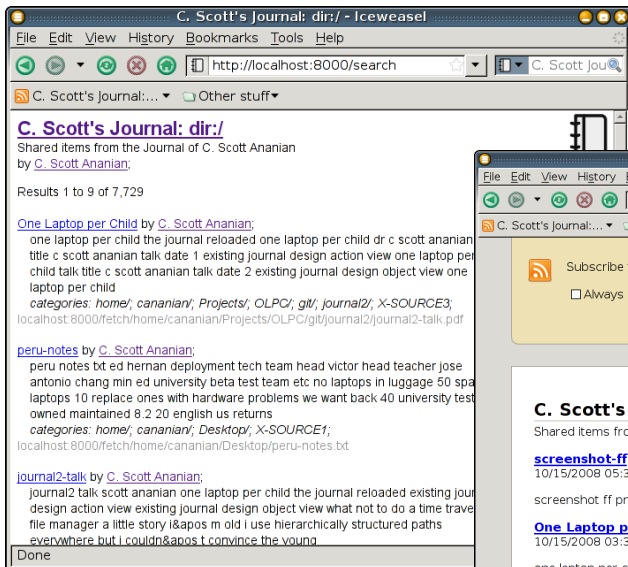 C. Scott's Journal: dir:/ - Iceweasel
File Edit View History Bookmarks Tools Help
http://localhost:8000/search
C. Scott Jou
C. Scott's Journal:... Other stuff
C. Scott's Journal: dir:/
Shared items from the Journal of C. Scott Ananian
by C. Scott Ananian;
Results 1 to 9 of 7,729
One Laptop per Child by C. Scott Ananian;
one laptop per child the journal reloaded one laptop per child dr c scott ananian
title c scott ananian talk date 1 existing journal design action view one laptop per
child talk title c scott ananian talk date 2 existing journal design object view one
laptop per child
categories: home/; cananian/; Projects/; OLPC/; git/; journal2/; X-SOURCE3;
localhost:8000/fetch/home/cananian/Projects/OLPC/git/journal2/journal2-talk.pdf
peru-notes by C. Scott Ananian;
peru notes txt ed hernan deployment tech team head victor head teacher jose
antonio chang min ed university beta test team etc no laptops in luggage 50 spa
laptops 10 replace ones with hardware problems we want back 40 university test
owned maintained 8.2 20 english us returns
categories: home/; cananian/; Desktop/; X-SOURCE1;
localhost:8000/fetch/home/cananian/Desktop/peru-notes.txt
journal2-talk by C. Scott Ananian;
journal2 talk scott ananian one laptop per child the journal reloaded existing jour
design action view existing journal design object view what not to do a time trave
file manager a little story i&apos m old i use hierarchically structured paths
everywhere but i couldn&apos t convince the young
Done
File Edit View History
C. Scott's Journal:...
Subscribe
Always
C. Scott's
Shared items fro
screenshot-ff
10/15/2008 05:3
screenshot ff pr
One Laptop p
10/15/2008 03:3
one laptop per c